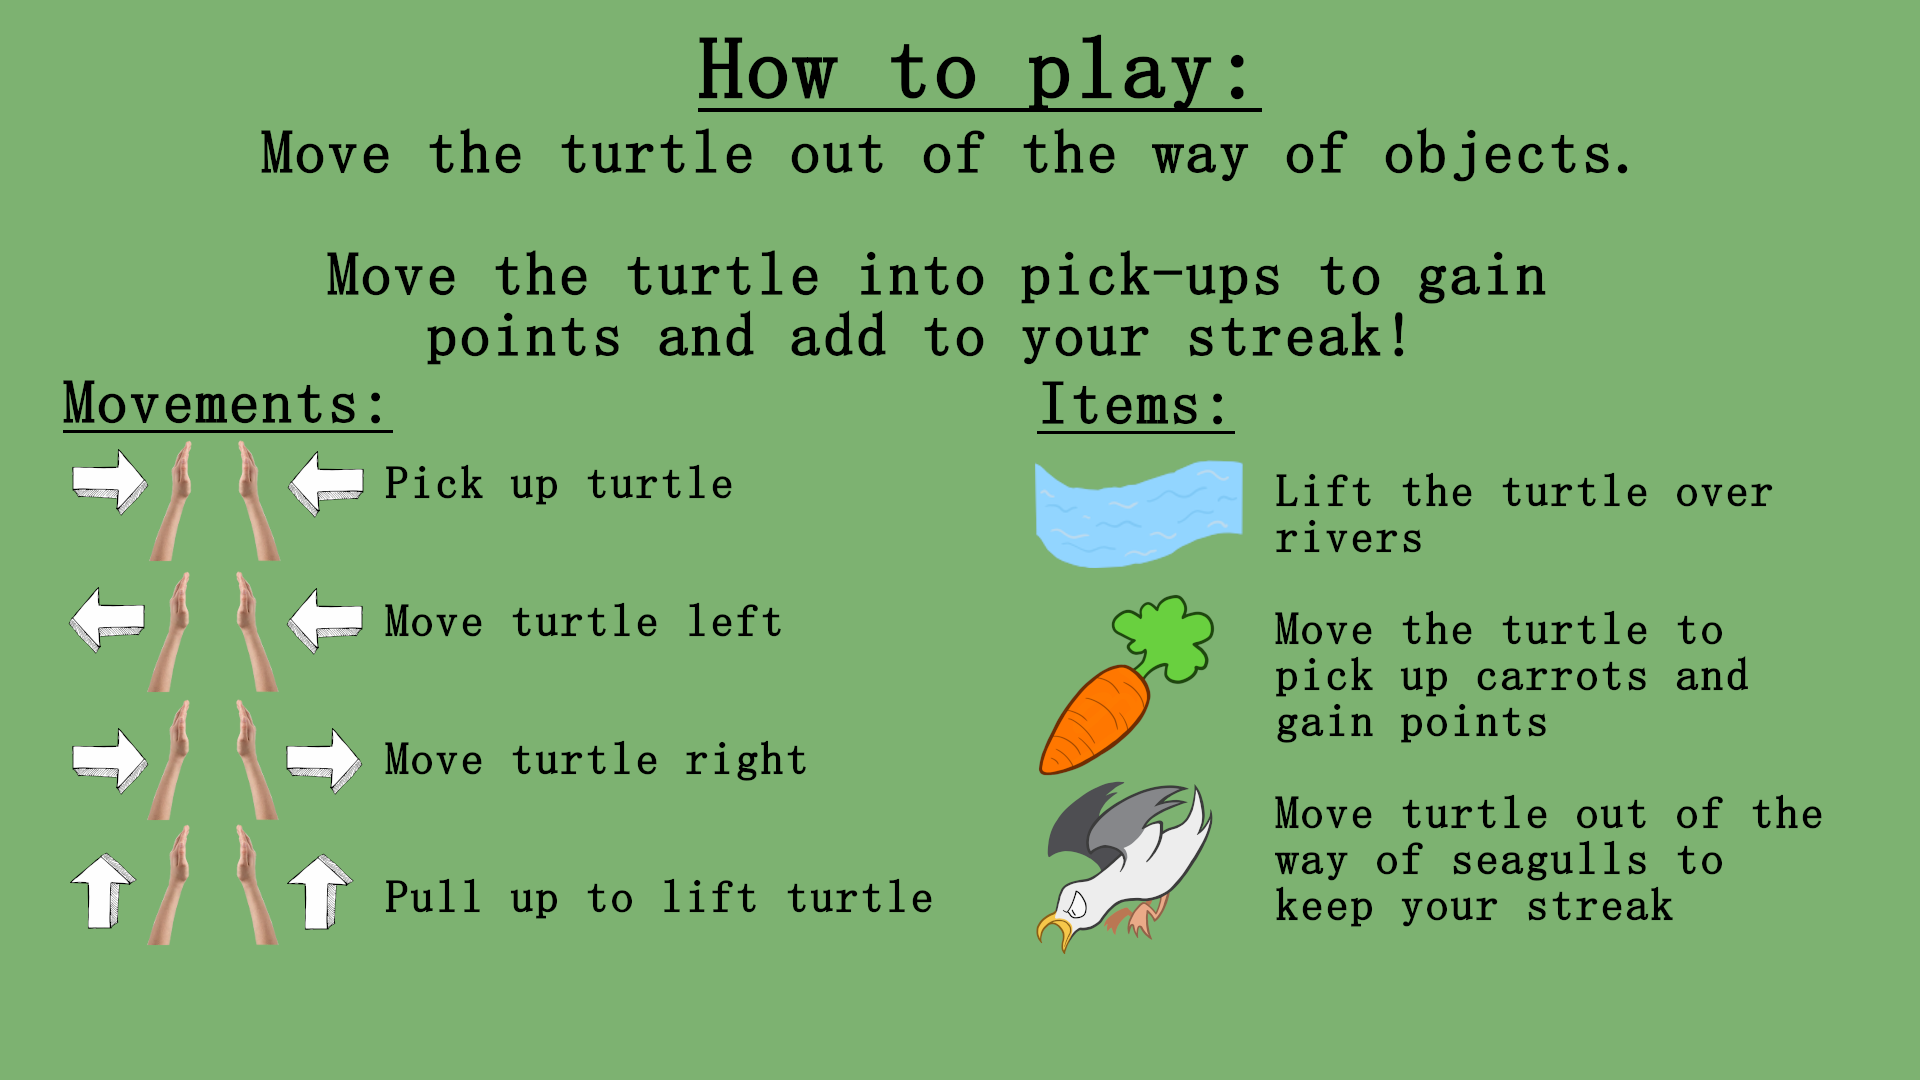 How to play:
Move the turtle out of the way of objects.
Move the turtle into pick-ups to gain
points and add to your streak!
Movements:
Pick up turtle
Move turtle left
Move turtle right
Pull up to lift turtle
Items:
Lift the turtle over
rivers
Move the turtle to
pick up carrots and
gain points
Move turtle out of the
way of seagulls to
keep your streak